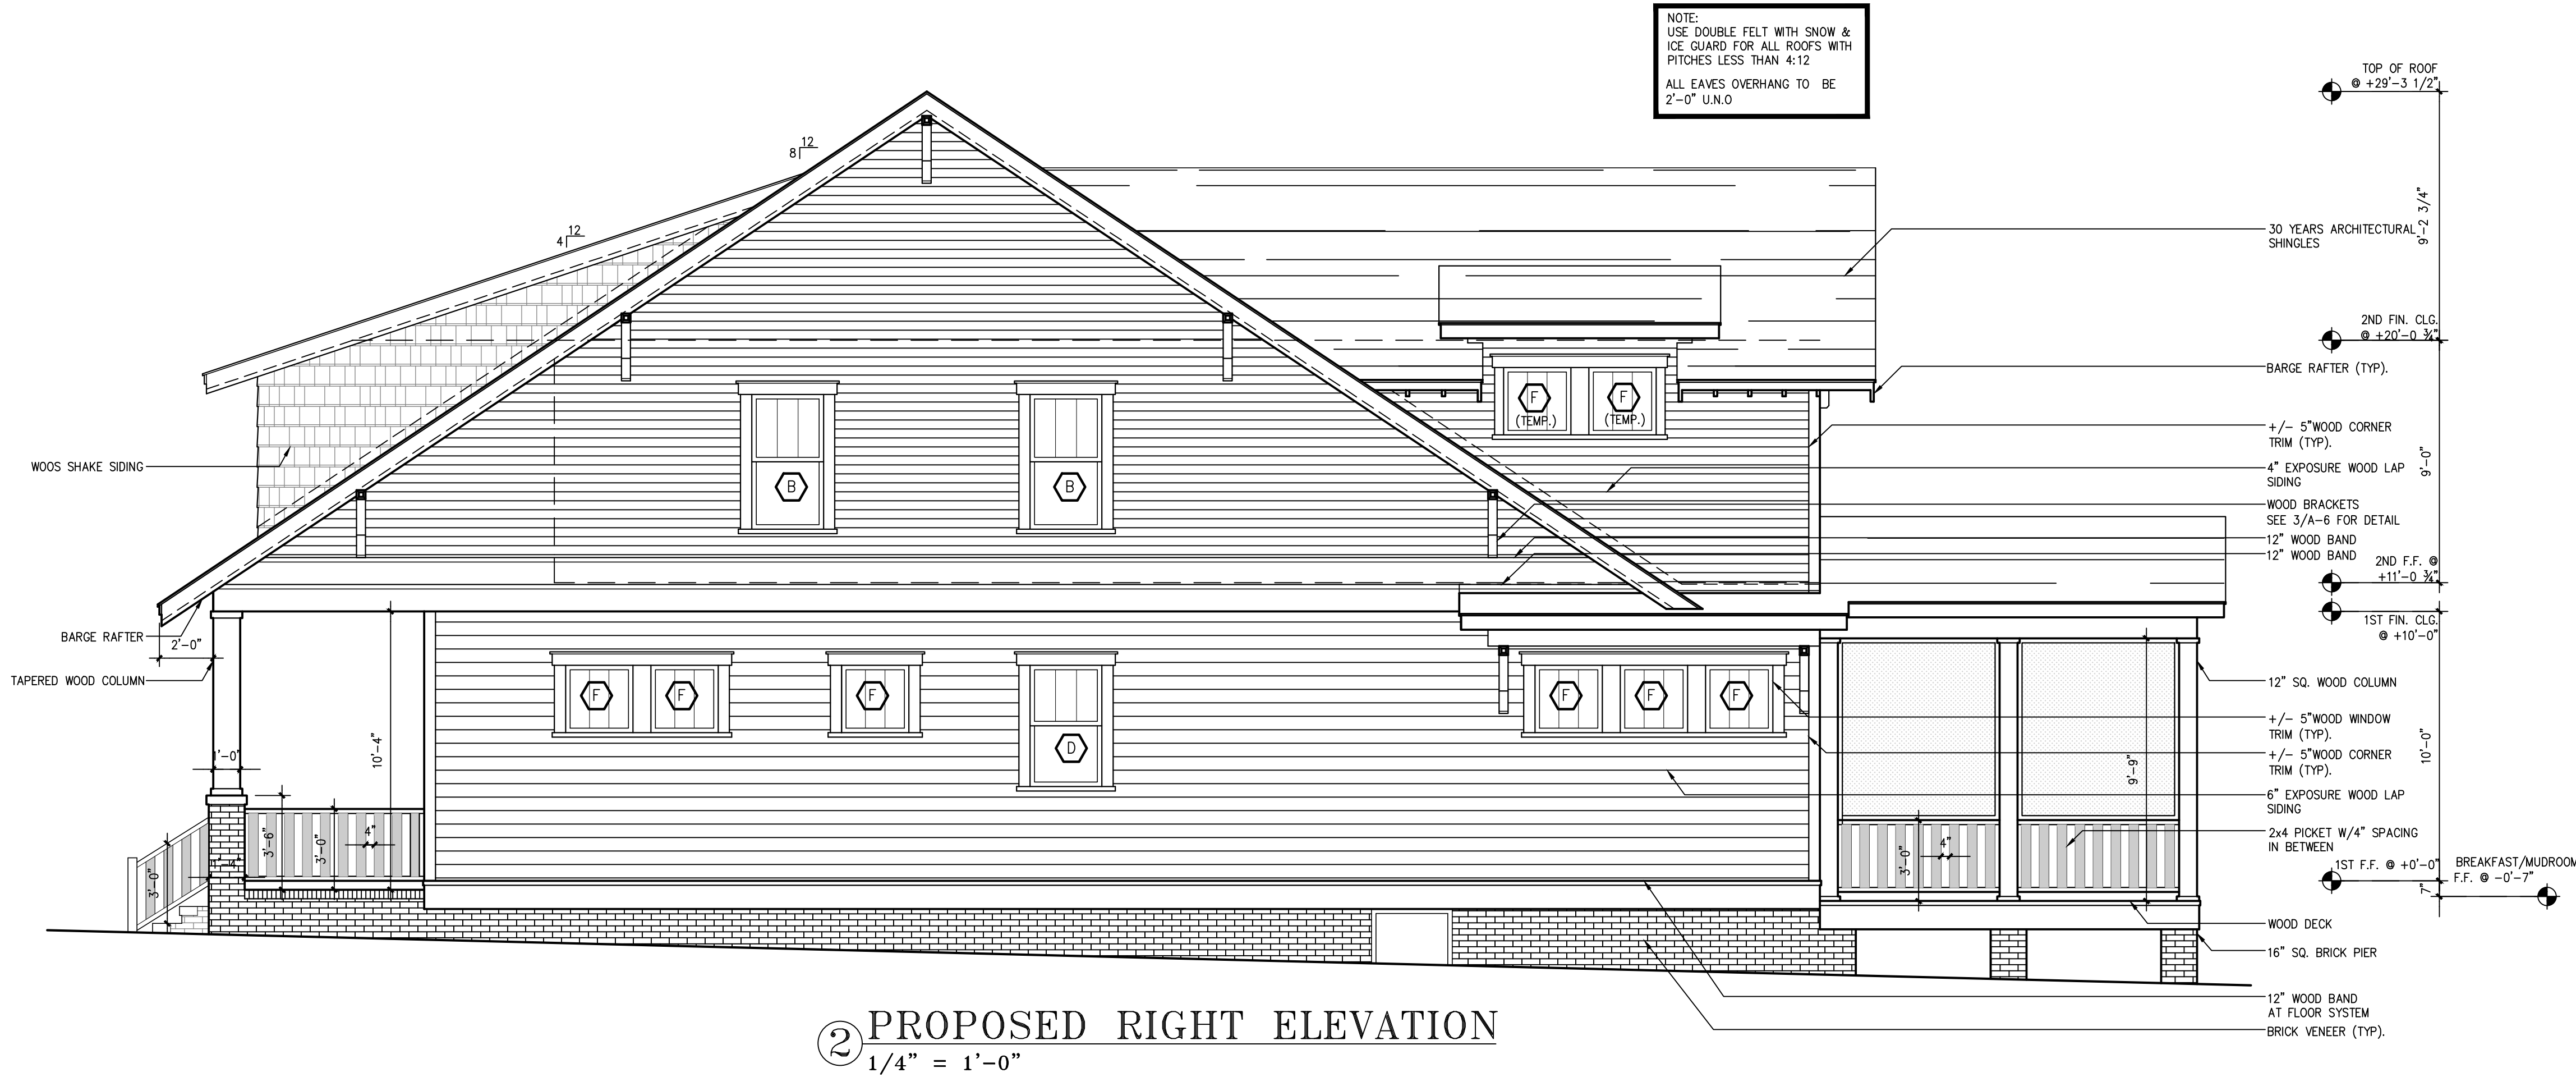 NOTE:
USE DOUBLE FELT WITH SNOW &
ICE GUARD FOR ALL ROOFS WITH
PITCHES LESS THAN 4:12
ALL EAVES OVERHANG TO BE
2'-0" U.N.O
TOP OF ROOF
@ +29'-3 1/2"
12
8
12
4
9'-2 3/4"
30 YEARS ARCHITECTURAL
SHINGLES
2ND FIN. CLG.
@ +20'-0 3/4"
BARGE RAFTER (TYP).
F
(TEMP.)
F
(TEMP.)
+/- 5"WOOD CORNER
TRIM (TYP).
9'-0"
WOOS SHAKE SIDING
4" EXPOSURE WOOD LAP
SIDING
B
B
WOOD BRACKETS
SEE 3/A-6 FOR DETAIL
12" WOOD BAND
12" WOOD BAND
2ND F.F. @
+11'-0 3/4"
1ST FIN. CLG.
@ +10'-0"
BARGE RAFTER
2'-0"
TAPERED WOOD COLUMN
12" SQ. WOOD COLUMN
F
F
F
F
F
F
D
+/- 5"WOOD WINDOW
TRIM (TYP).
+/- 5"WOOD CORNER
TRIM (TYP).
10'-0"
1'-0"
10'-4"
9'-9"
6" EXPOSURE WOOD LAP
SIDING
2x4 PICKET W/4" SPACING
IN BETWEEN
3'-6"
3'-0"
4"
1'-4"
3'-0"
3'-0"
4"
1ST F.F. @ +0'-0"
BREAKFAST/MUDROOM
F.F. @ -0'-7"
7"
WOOD DECK
16" SQ. BRICK PIER
12" WOOD BAND
AT FLOOR SYSTEM
BRICK VENEER (TYP).
2 PROPOSED RIGHT ELEVATION
1/4" = 1'-0"